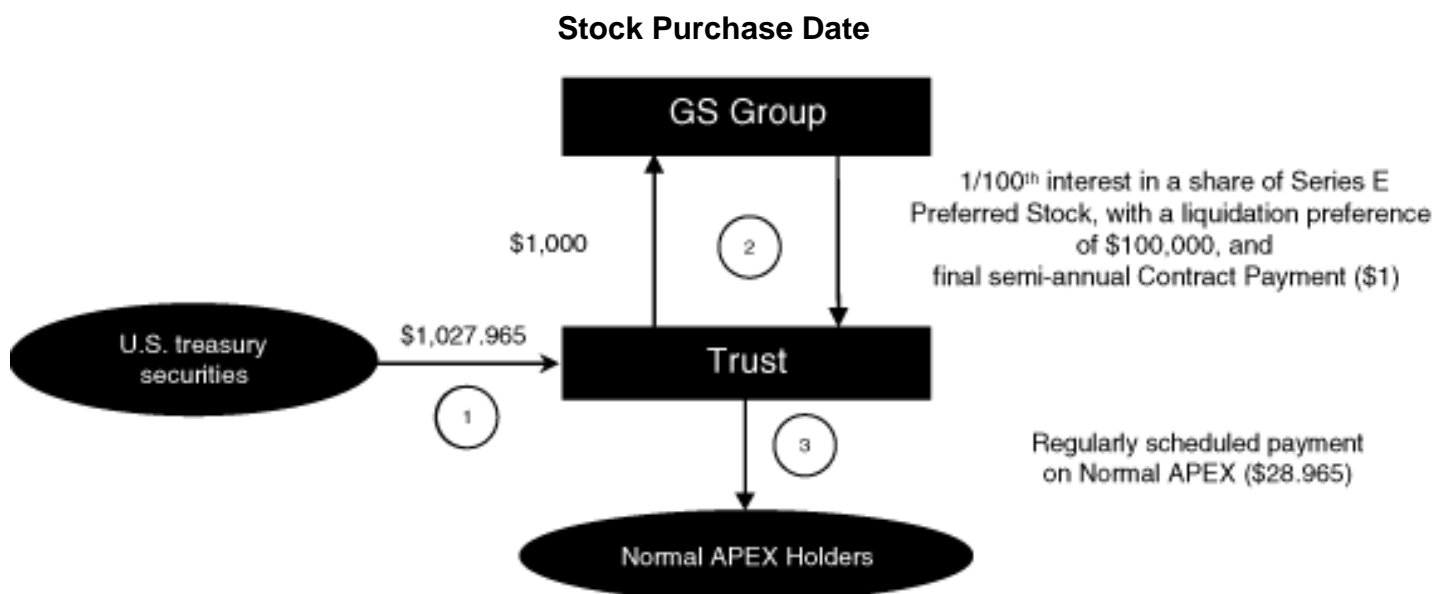 Stock Purchase Date
GS Group
1/100th interest in a share of Series E
Preferred Stock, with a liquidation preference
of $100,000, and
final semi-annual Contract Payment ($1)
$1,000
2
U.S. treasury
securities
$1,027.965
1
Trust
3
Regularly scheduled payment
on Normal APEX ($28.965)
Normal APEX Holders